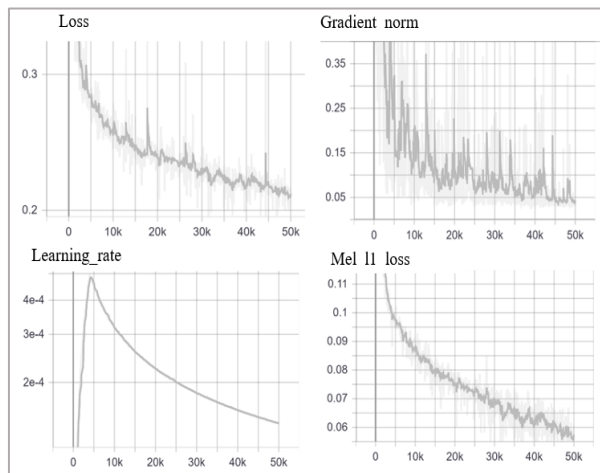 Loss
0.3
0.2
0 10k 20k 30k 40k 50k
Gradient norm
0.35
0.25
0.15
0.05
0 10k 20k 30k 40k 50k
Learning_rate
4e-4
3e-4
2e-4
0 10k 20k 30k 40k 50k
Mel l1 loss
0.11
0.1
0.09
0.08
0.07
0.06
0 10k 20k 30k 40k 50k